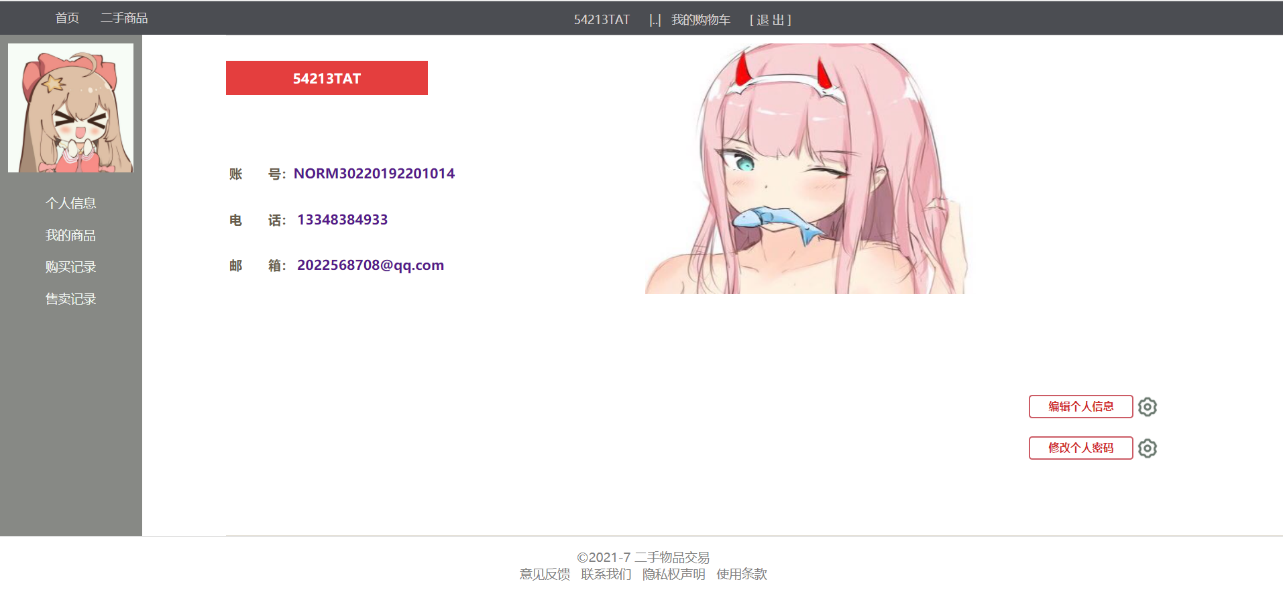 首页 二手商品 54213TAT |..| 我的购物车 [ 退 出 ]
54213TAT
账 号: NORM30220192201014
电 话: 13348384933
邮 箱: 2022568708@qq.com
个人信息
我的商品
购买记录
售卖记录
编辑个人信息
修改个人密码
©2021-7 二手物品交易
意见反馈 联系我们 隐私权声明 使用条款